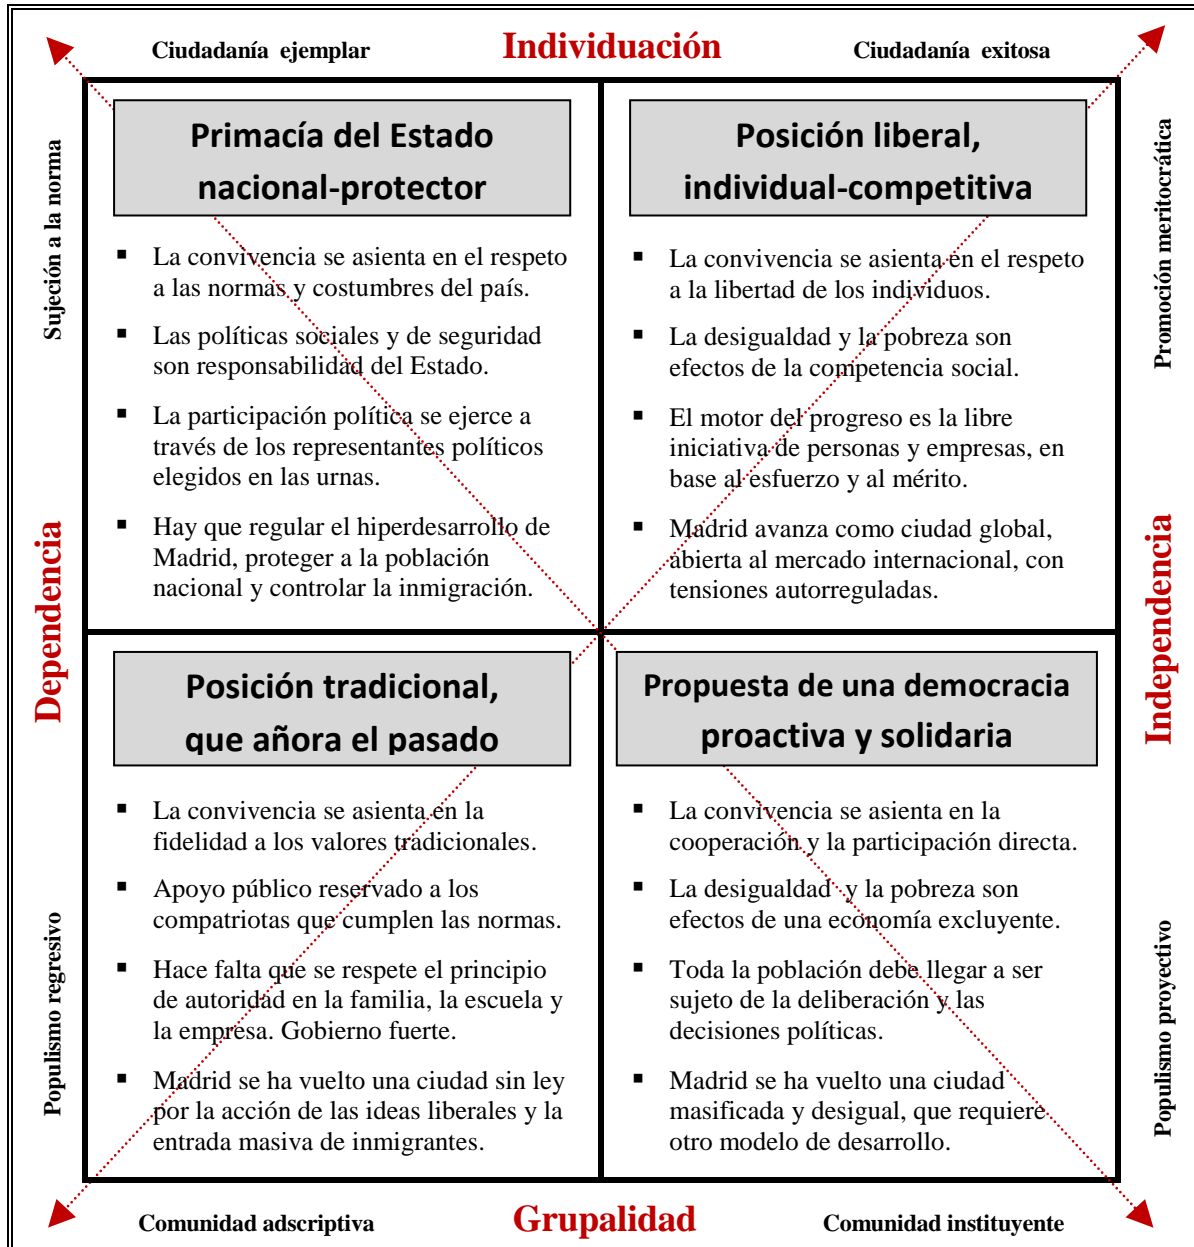 Ciudadanía ejemplar
Individuación
Ciudadanía exitosa
Sujeción a la norma
Dependencia
Populismo regresivo
Primacía del Estado
nacional-protector
▪ La convivencia se asienta en el respeto
a las normas y costumbres del país.
▪ Las políticas sociales y de seguridad
son responsabilidad del Estado.
▪ La participación política se ejerce a
través de los representantes políticos
elegidos en las urnas.
▪ Hay que regular el hiperdesarrollo de
Madrid, proteger a la población
nacional y controlar la inmigración.
Posición liberal,
individual-competitiva
▪ La convivencia se asienta en el respeto
a la libertad de los individuos.
▪ La desigualdad y la pobreza son
efectos de la competencia social.
▪ El motor del progreso es la libre
iniciativa de personas y empresas, en
base al esfuerzo y al mérito.
▪ Madrid avanza como ciudad global,
abierta al mercado internacional, con
tensiones autorreguladas.
Posición tradicional,
que añora el pasado
▪ La convivencia se asienta en la
fidelidad a los valores tradicionales.
▪ Apoyo público reservado a los
compatriotas que cumplen las normas.
▪ Hace falta que se respete el principio
de autoridad en la familia, la escuela y
la empresa. Gobierno fuerte.
▪ Madrid se ha vuelto una ciudad sin ley
por la acción de las ideas liberales y la
entrada masiva de inmigrantes.
Propuesta de una democracia
proactiva y solidaria
▪ La convivencia se asienta en la
cooperación y la participación directa.
▪ La desigualdad y la pobreza son
efectos de una economía excluyente.
▪ Toda la población debe llegar a ser
sujeto de la deliberación y las
decisiones políticas.
▪ Madrid se ha vuelto una ciudad
masificada y desigual, que requiere
otro modelo de desarrollo.
Promoción meritocrática
Independencia
Populismo proyectivo
Comunidad adscriptiva
Grupalidad
Comunidad instituyente